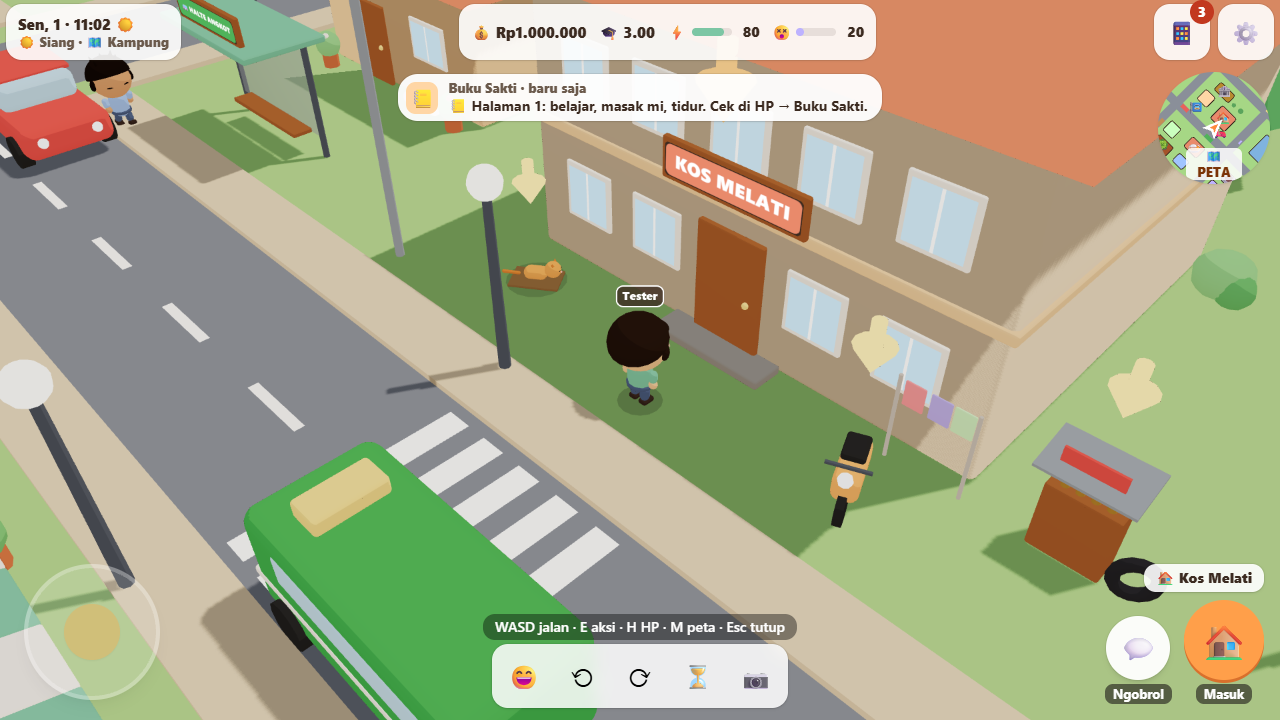 Sen, 1 · 11:02
Siang · Kampung
HALTE ANGKOT
Rp1.000.000
3.00
80
20
3
Buku Sakti · baru saja
Halaman 1: belajar, masak mi, tidur. Cek di HP → Buku Sakti.
PETA
KOS MELATI
Tester
Kos Melati
WASD jalan · E aksi · H HP · M peta · Esc tutup
Ngobrol
Masuk